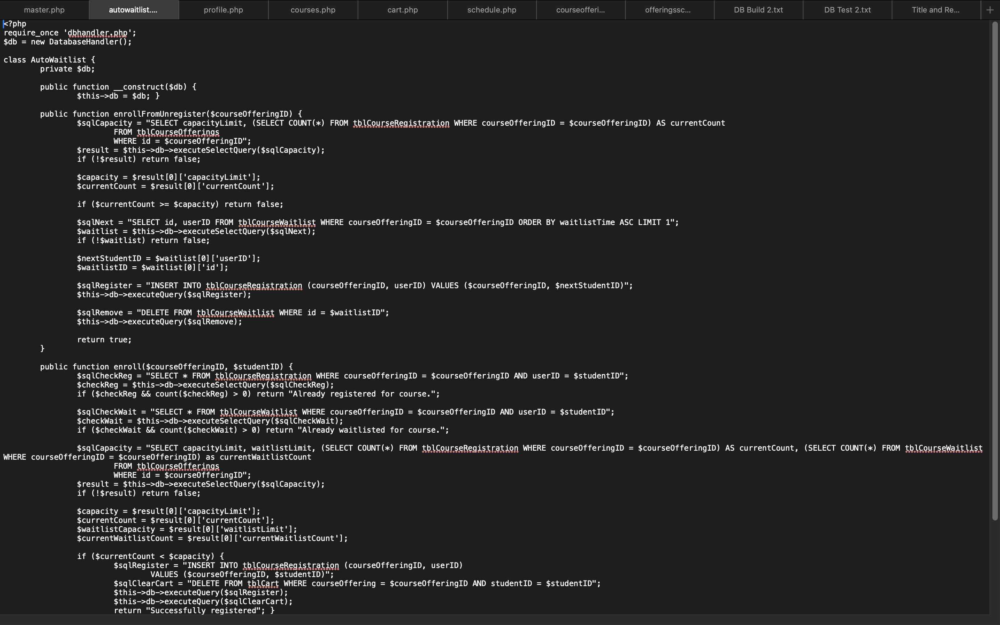 master.php
autowaitlist....
profile.php
courses.php
cart.php
schedule.php
courseofferi...
offeringssc...
DB Build 2.txt
DB Test 2.txt
Title and Re...
+
<?php
require_once 'dbhandler.php';
$db = new DatabaseHandler();
class AutoWaitlist {
private $db;
public function __construct($db) {
$this->db = $db; }
public function enrollFromUnregister($courseOfferingID) {
$sqlCapacity = "SELECT capacityLimit, (SELECT COUNT(*) FROM tblCourseRegistration WHERE courseOfferingID = $courseOfferingID) AS currentCount
FROM tblCourseOfferings
WHERE id = $courseOfferingID";
$result = $this->db->executeSelectQuery($sqlCapacity);
if (!$result) return false;
$capacity = $result[0]['capacityLimit'];
$currentCount = $result[0]['currentCount'];
if ($currentCount >= $capacity) return false;
$sqlNext = "SELECT id, userID FROM tblCourseWaitlist WHERE courseOfferingID = $courseOfferingID ORDER BY waitlistTime ASC LIMIT 1";
$waitlist = $this->db->executeSelectQuery($sqlNext);
if (!$waitlist) return false;
$nextStudentID = $waitlist[0]['userID'];
$waitlistID = $waitlist[0]['id'];
$sqlRegister = "INSERT INTO tblCourseRegistration (courseOfferingID, userID) VALUES ($courseOfferingID, $nextStudentID)";
$this->db->executeQuery($sqlRegister);
$sqlRemove = "DELETE FROM tblCourseWaitlist WHERE id = $waitlistID";
$this->db->executeQuery($sqlRemove);
return true;
}
public function enroll($courseOfferingID, $studentID) {
$sqlCheckReg = "SELECT * FROM tblCourseRegistration WHERE courseOfferingID = $courseOfferingID AND userID = $studentID";
$checkReg = $this->db->executeSelectQuery($sqlCheckReg);
if ($checkReg && count($checkReg) > 0) return "Already registered for course.";
$sqlCheckWait = "SELECT * FROM tblCourseWaitlist WHERE courseOfferingID = $courseOfferingID AND userID = $studentID";
$checkWait = $this->db->executeSelectQuery($sqlCheckWait);
if ($checkWait && count($checkWait) > 0) return "Already waitlisted for course.";
$sqlCapacity = "SELECT capacityLimit, waitlistLimit, (SELECT COUNT(*) FROM tblCourseRegistration WHERE courseOfferingID = $courseOfferingID) AS currentCount, (SELECT COUNT(*) FROM tblCourseWaitlist
WHERE courseOfferingID = $courseOfferingID) as currentWaitlistCount
FROM tblCourseOfferings
WHERE id = $courseOfferingID";
$result = $this->db->executeSelectQuery($sqlCapacity);
if (!$result) return false;
$capacity = $result[0]['capacityLimit'];
$currentCount = $result[0]['currentCount'];
$waitlistCapacity = $result[0]['waitlistLimit'];
$currentWaitlistCount = $result[0]['currentWaitlistCount'];
if ($currentCount < $capacity) {
$sqlRegister = "INSERT INTO tblCourseRegistration (courseOfferingID, userID)
VALUES ($courseOfferingID, $studentID)";
$sqlClearCart = "DELETE FROM tblCart WHERE courseOffering = $courseOfferingID AND studentID = $studentID";
$this->db->executeQuery($sqlRegister);
$this->db->executeQuery($sqlClearCart);
return "Successfully registered"; }